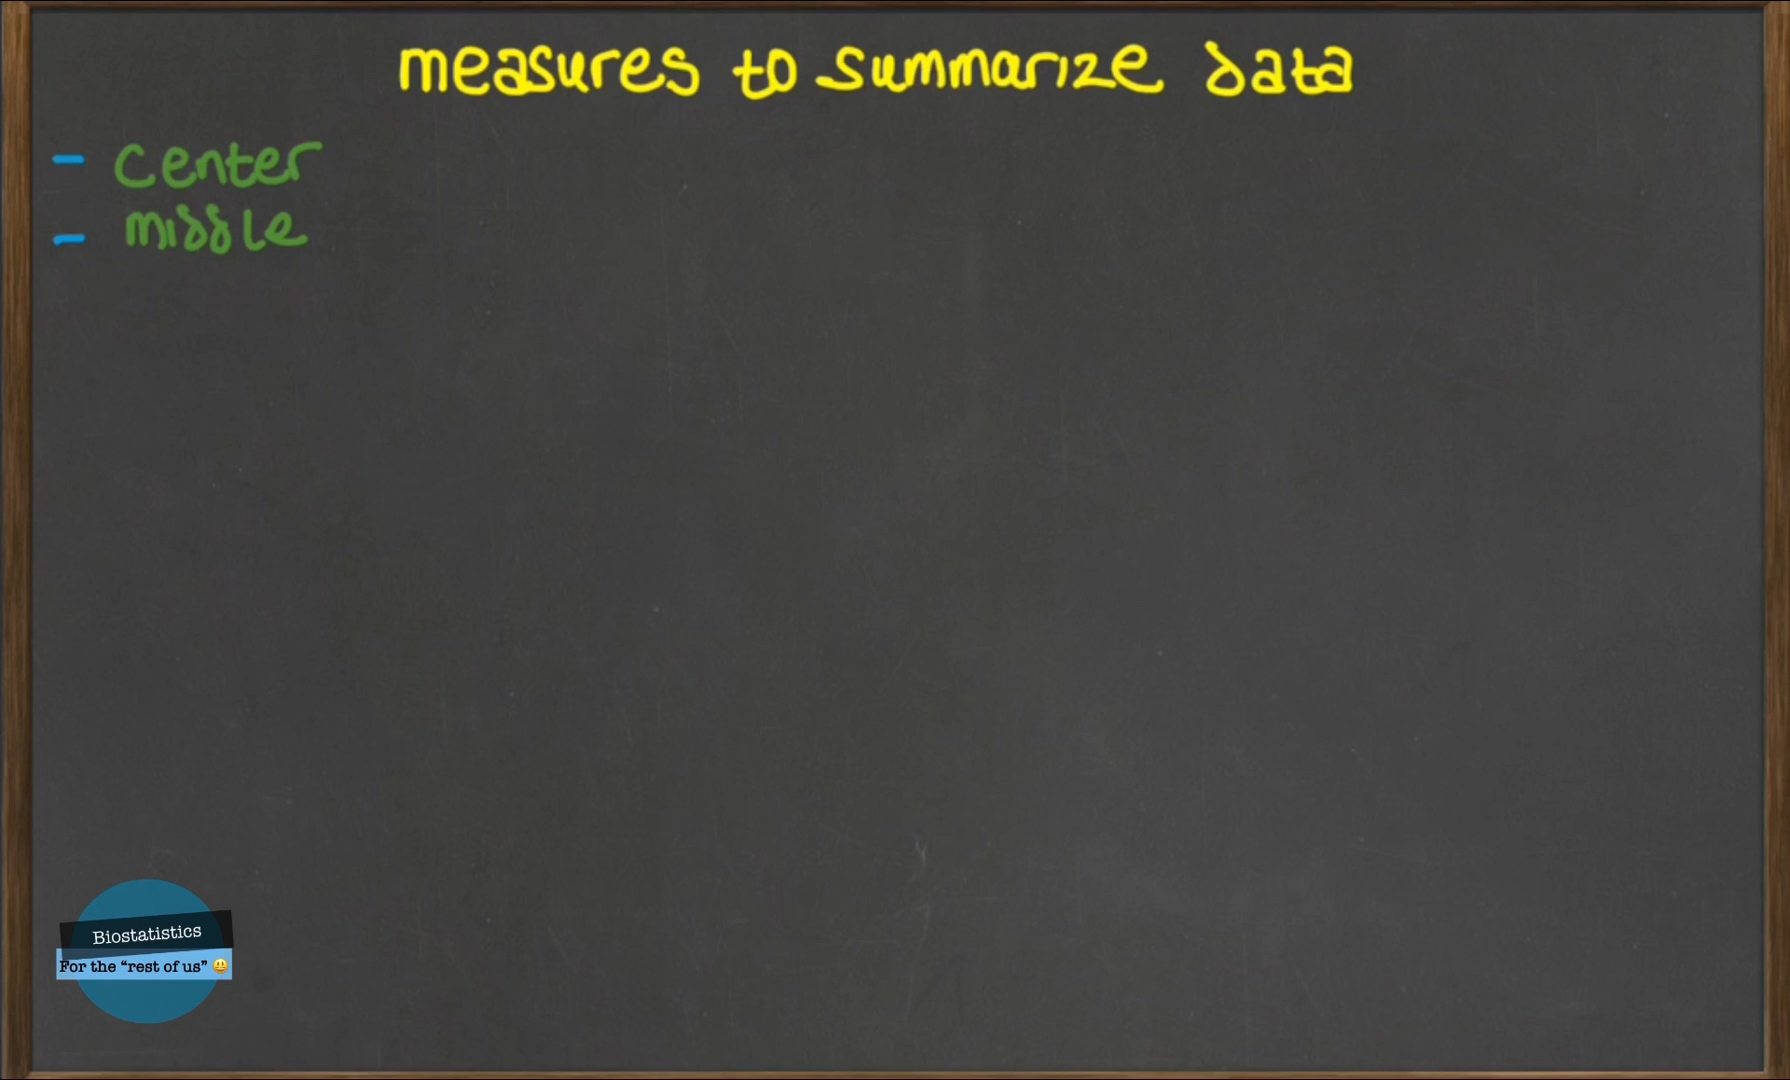 measures to summarize data
- center
- middle
Biostatistics
For the “rest of us” 😃